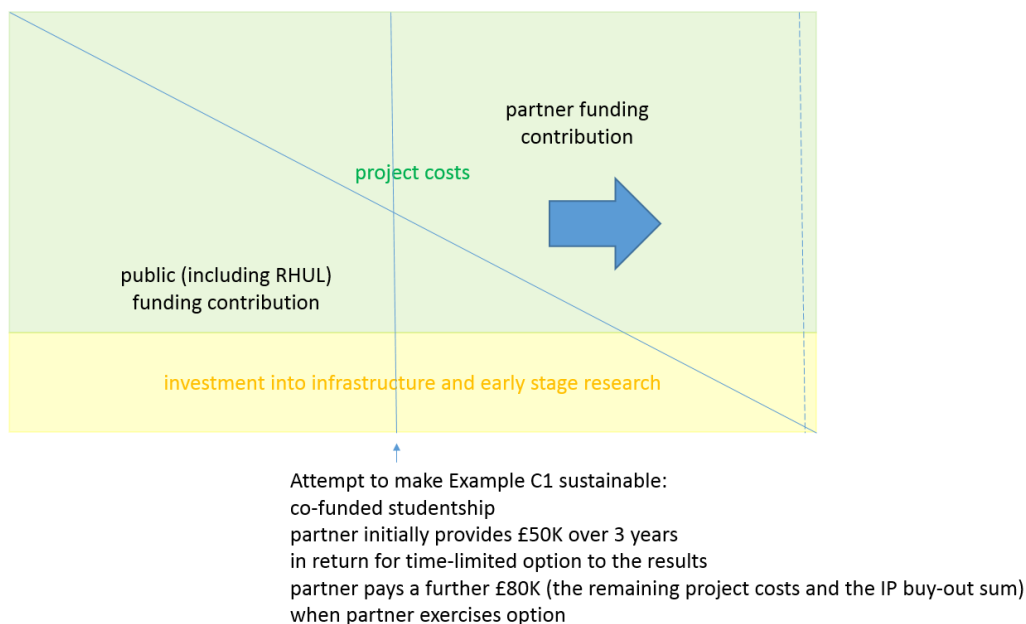 partner funding
contribution
project costs
public (including RHUL)
funding contribution
investment into infrastructure and early stage research
Attempt to make Example C1 sustainable:
co-funded studentship
partner initially provides £50K over 3 years
in return for time-limited option to the results
partner pays a further £80K (the remaining project costs and the IP buy-out sum)
when partner exercises option